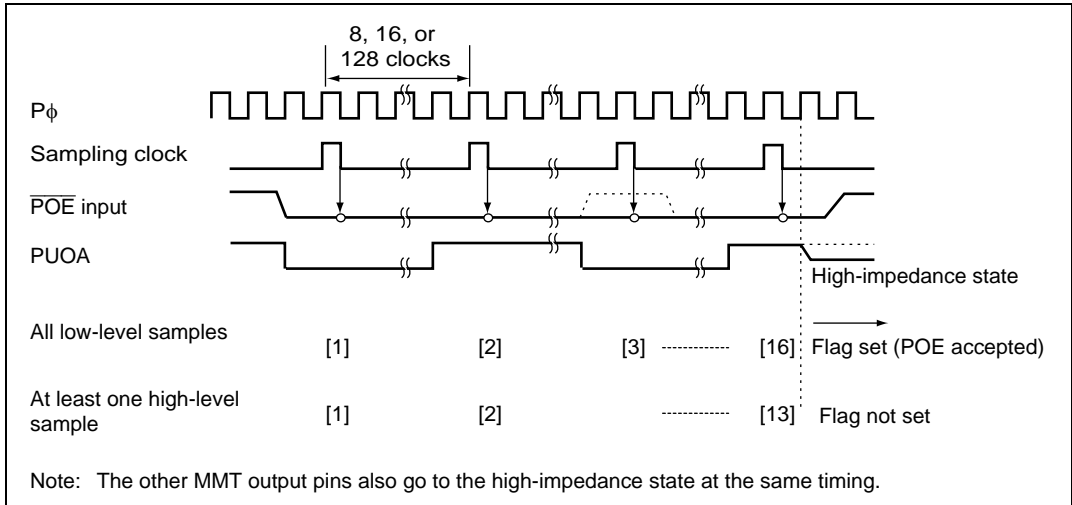 8, 16, or
128 clocks
Pφ
Sampling clock
POE input
PUOA
High-impedance state
All low-level samples [1] [2] [3] [16] Flag set (POE accepted)
At least one high-level
sample [1] [2] [13] Flag not set
Note: The other MMT output pins also go to the high-impedance state at the same timing.